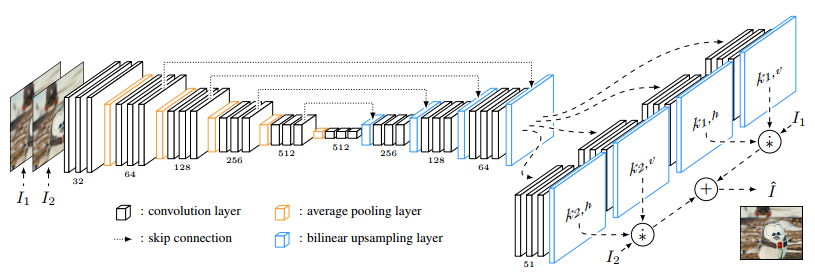 I₁ I₂
32
64
128
256
512
512
256
128
64
51
k₁,v
k₁,h
k₂,v
k₂,h
*
*
+
I₁
I₂
Î
: convolution layer
: average pooling layer
: skip connection
: bilinear upsampling layer